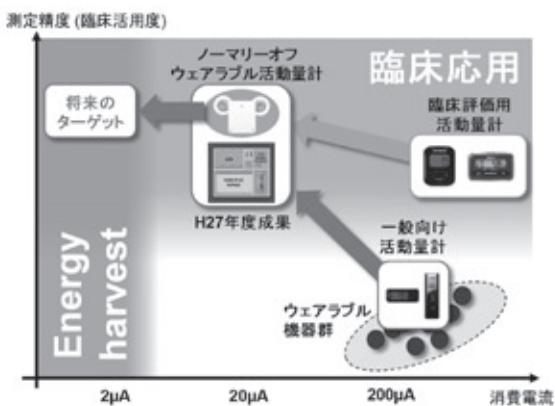 測定精度 (臨床活用度)
ノーマリーオフ
ウェアラブル活動量計
臨床応用
将来の
ターゲット
臨床評価用
活動量計
H27年度成果
一般向け
活動量計
Energy
harvest
ウェアラブル
機器群
2μA
20μA
200μA
消費電流